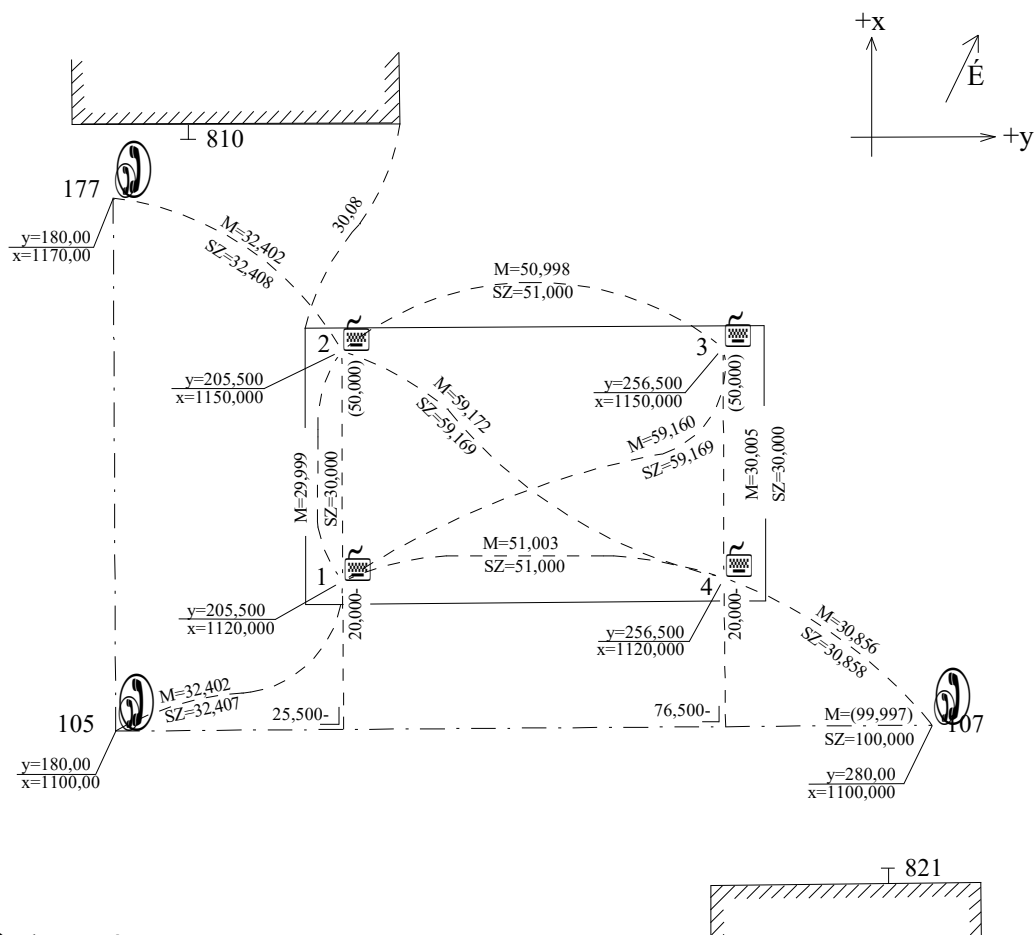 +x
É
+y
810
177
y=180,00
x=1170,00
M=32,402
SZ=32,408
30,08
M=50,998
SZ=51,000
2
3
y=205,500
x=1150,000
(50,000)
y=256,500
x=1150,000
(50,000)
M=59,172
SZ=59,169
M=59,160
SZ=59,169
M=29,999
SZ=30,000
M=30,005
SZ=30,000
M=51,003
SZ=51,000
1
4
y=205,500
x=1120,000
20,000-
y=256,500
x=1120,000
20,000-
M=30,856
SZ=30,858
M=32,402
SZ=32,407
105
25,500-
76,500-
M=(99,997)
SZ=100,000
107
y=180,00
x=1100,00
y=280,00
x=1100,000
821